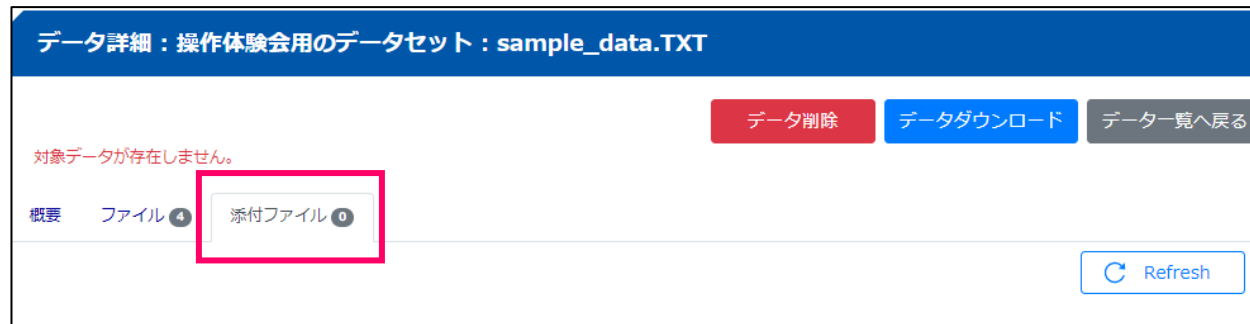 データ詳細：操作体験会用のデータセット：sample_data.TXT
データ削除 データダウンロード データ一覧へ戻る
対象データが存在しません。
概要 ファイル 4 添付ファイル 0
Refresh